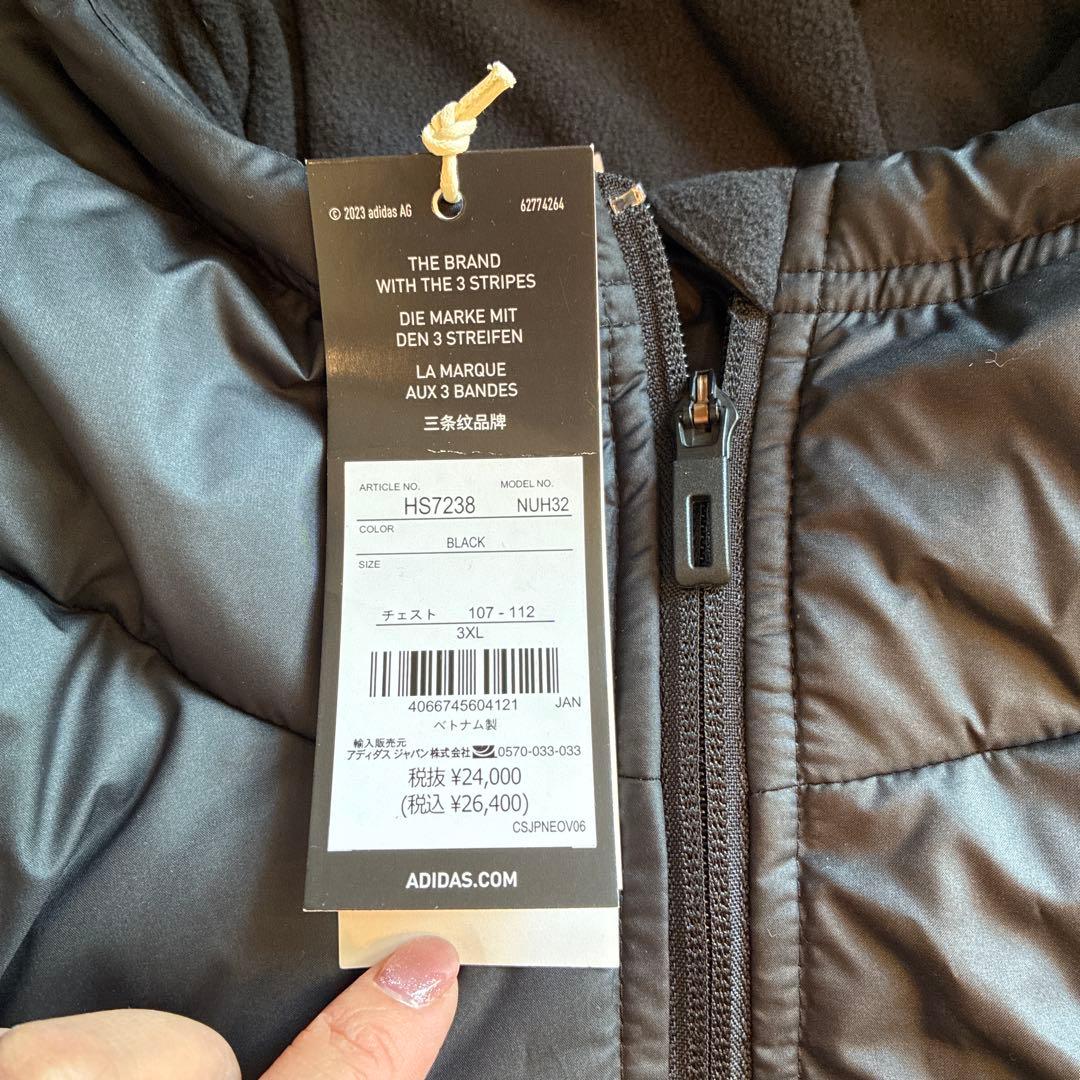 © 2023 adidas AG 62774264
THE BRAND
WITH THE 3 STRIPES
DIE MARKE MIT
DEN 3 STREIFEN
LA MARQUE
AUX 3 BANDES
三条纹品牌
ARTICLE NO. MODEL NO.
HS7238 NUH32
COLOR
BLACK
SIZE
チェスト 107 - 112
3XL
4066745604121 JAN
ベトナム製
輸入販売元
アディダス ジャパン株式会社 0570-033-033
税抜 ¥24,000
(税込 ¥26,400)
CSJPNEOV06
ADIDAS.COM